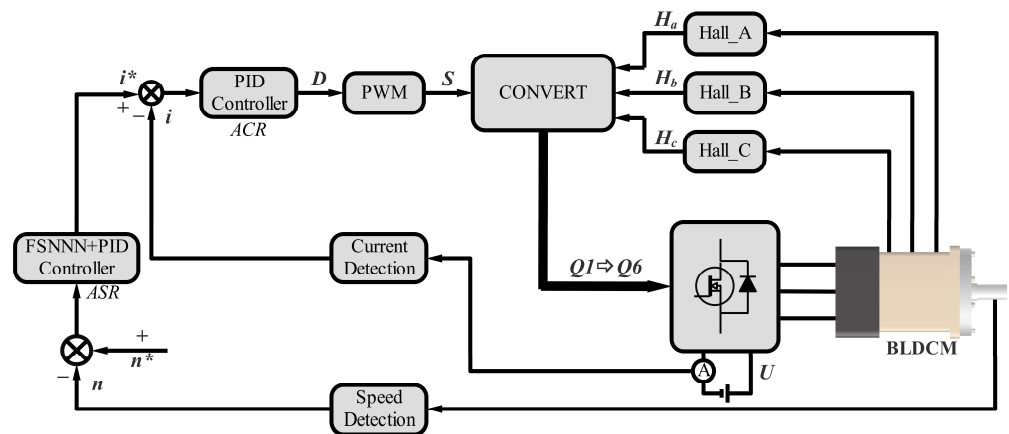 H_a
Hall_A
i*
PID
Controller
D
PWM
S
CONVERT
H_b
Hall_B
+
−
i
ACR
H_c
Hall_C
FSNNN+PID
Controller
ASR
Current
Detection
Q1⇨Q6
+
n*
−
n
A
U
BLDCM
Speed
Detection